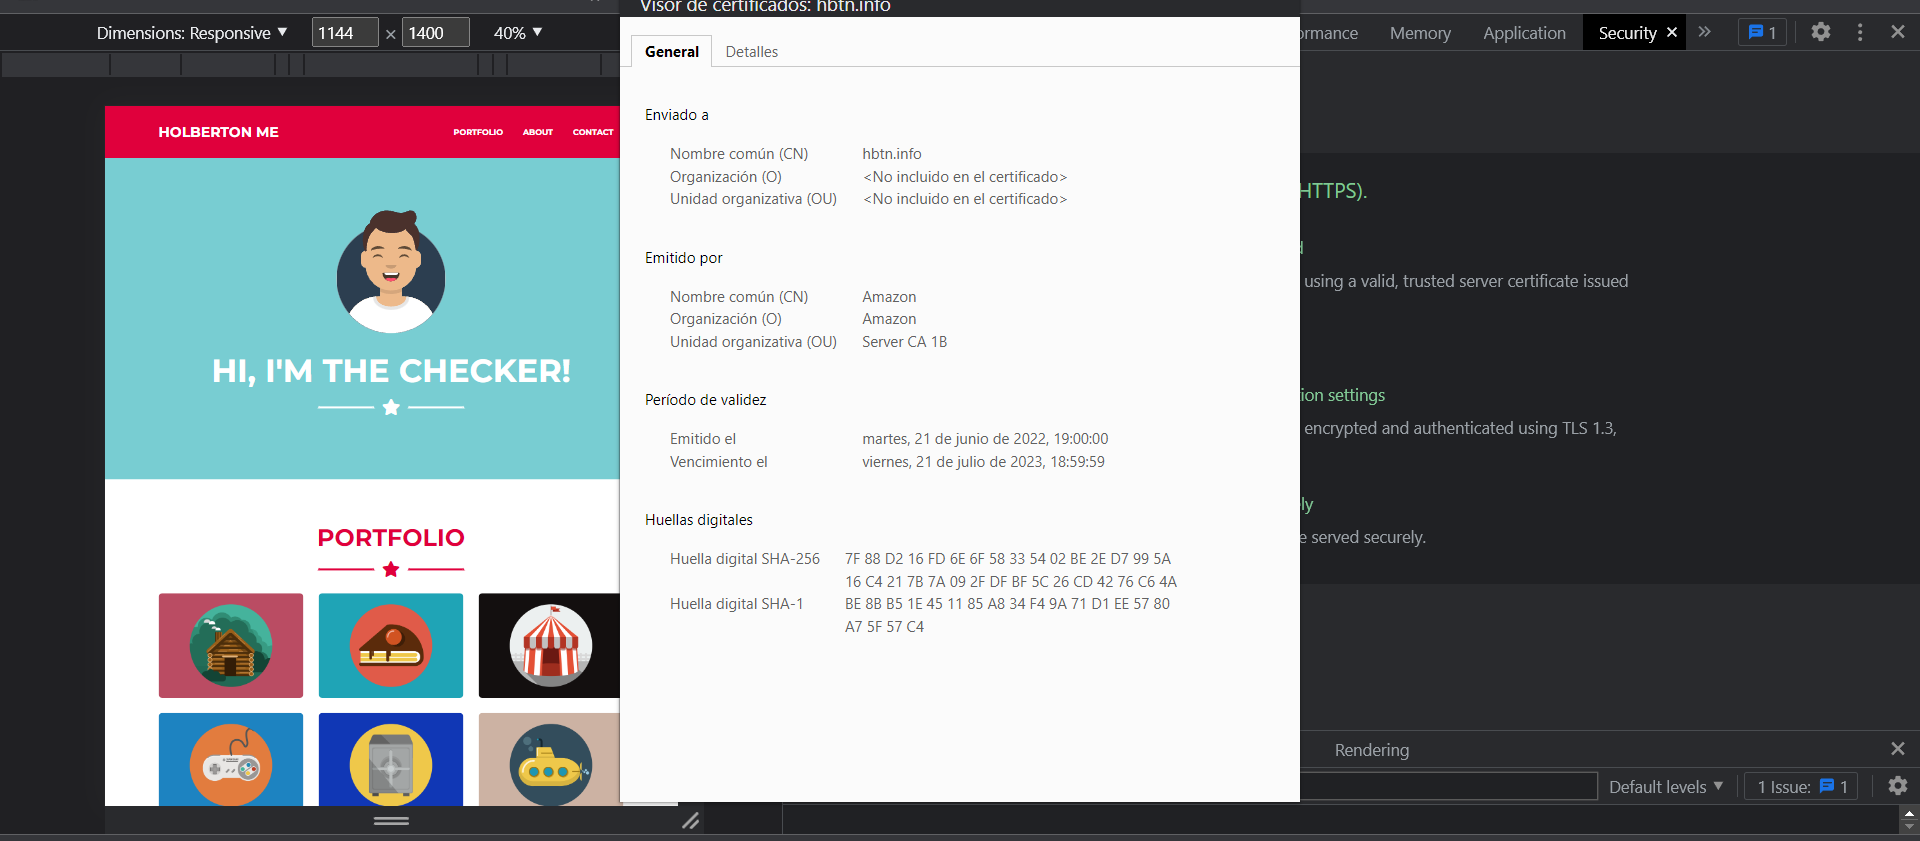 Visor de certificados: hbtn.info
Dimensions: Responsive ▼ 1144 × 1400 40% ▼
rmance Memory Application Security × » 1
General Detalles
HOLBERTON ME
PORTFOLIO ABOUT CONTACT
HI, I'M THE CHECKER!
PORTFOLIO
Enviado a
Nombre común (CN) hbtn.info
Organización (O) <No incluido en el certificado>
Unidad organizativa (OU) <No incluido en el certificado>
Emitido por
Nombre común (CN) Amazon
Organización (O) Amazon
Unidad organizativa (OU) Server CA 1B
Período de validez
Emitido el martes, 21 de junio de 2022, 19:00:00
Vencimiento el viernes, 21 de julio de 2023, 18:59:59
Huellas digitales
Huella digital SHA-256 7F 88 D2 16 FD 6E 6F 58 33 54 02 BE 2E D7 99 5A
16 C4 21 7B 7A 09 2F DF BF 5C 26 CD 42 76 C6 4A
Huella digital SHA-1 BE 8B B5 1E 45 11 85 A8 34 F4 9A 71 D1 EE 57 80
A7 5F 57 C4
HTTPS).
using a valid, trusted server certificate issued
ion settings
encrypted and authenticated using TLS 1.3,
ly
e served securely.
Rendering
Default levels ▼ 1 Issue: 1